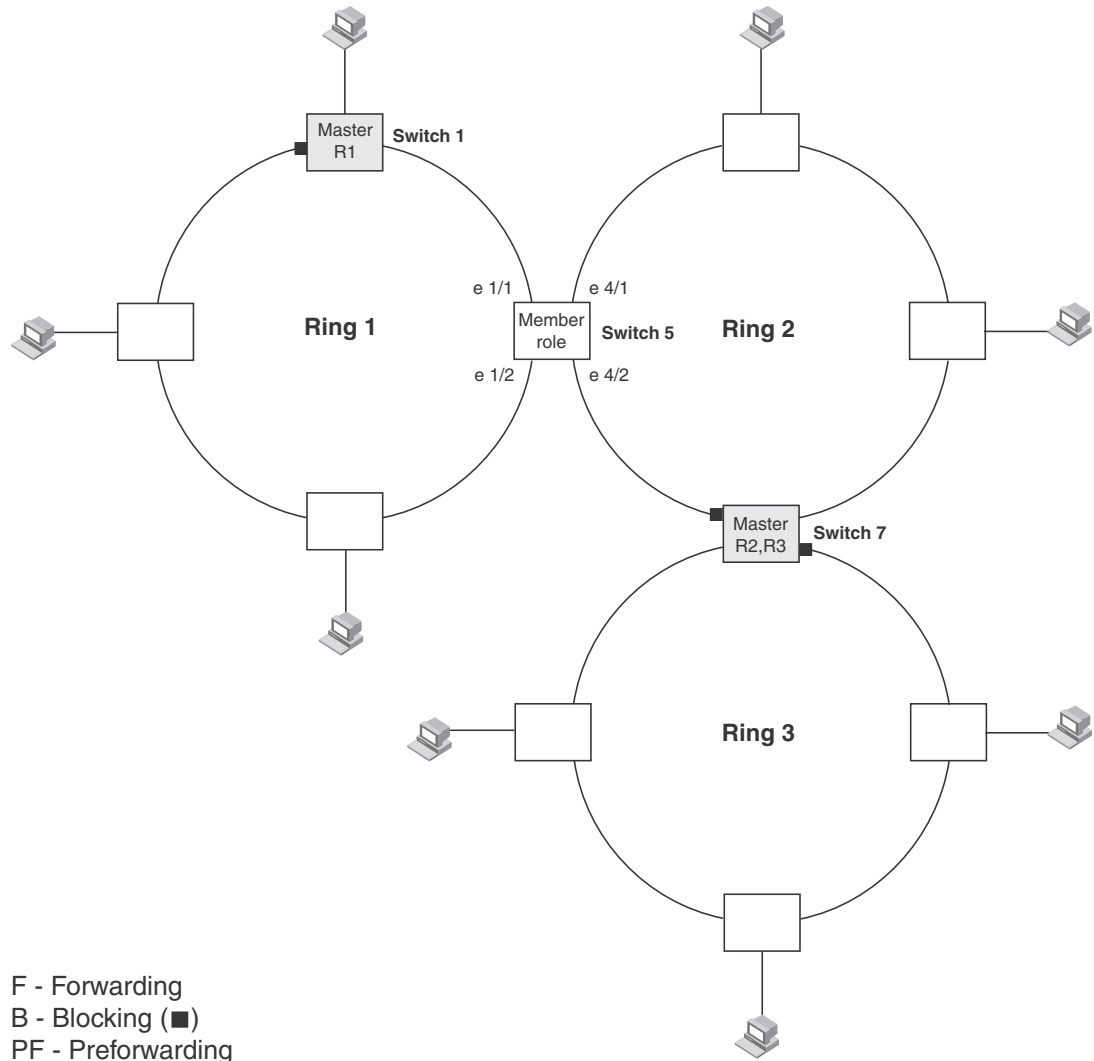 Master
R1
Switch 1
e 1/1
e 4/1
Ring 1
Member
role
Switch 5
Ring 2
e 1/2
e 4/2
Master
R2,R3
Switch 7
Ring 3
F - Forwarding
B - Blocking (■)
PF - Preforwarding